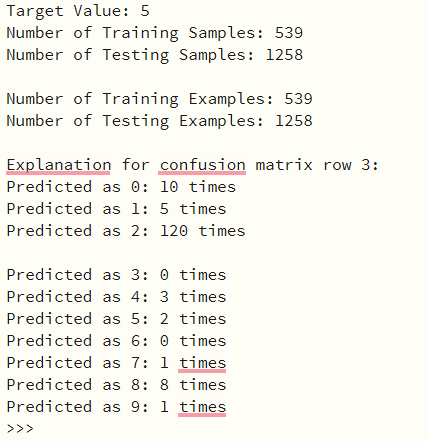 Target Value: 5
Number of Training Samples: 539
Number of Testing Samples: 1258
Number of Training Examples: 539
Number of Testing Examples: 1258
Explanation for confusion matrix row 3:
Predicted as 0: 10 times
Predicted as 1: 5 times
Predicted as 2: 120 times
Predicted as 3: 0 times
Predicted as 4: 3 times
Predicted as 5: 2 times
Predicted as 6: 0 times
Predicted as 7: 1 times
Predicted as 8: 8 times
Predicted as 9: 1 times
>>>